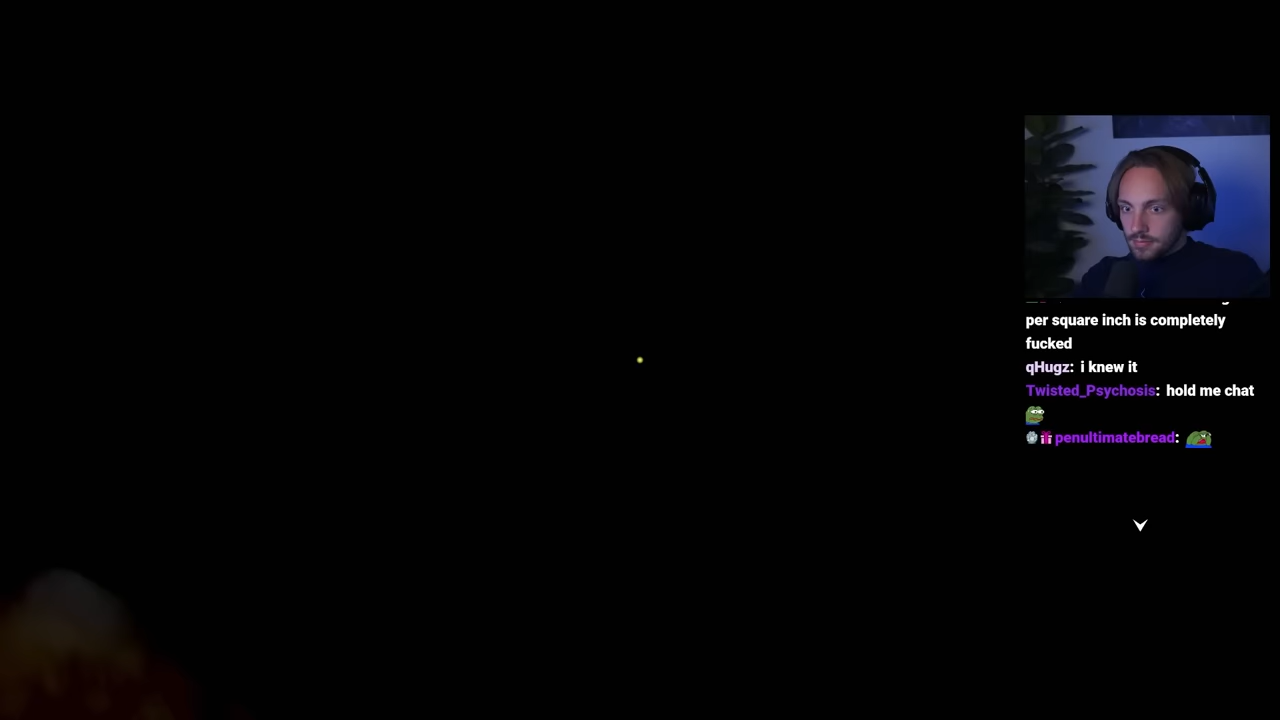 per square inch is completely
fucked
qHugz: i knew it
Twisted_Psychosis: hold me chat
penultimatebread: